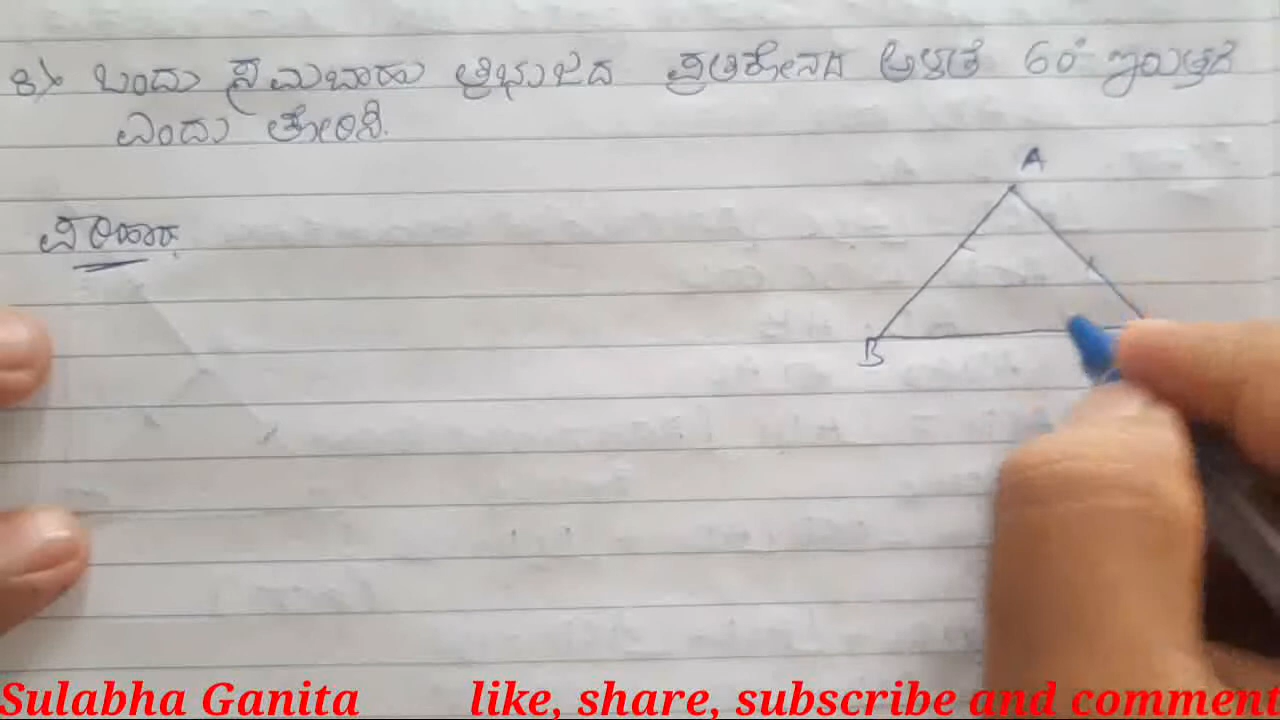 8) ಒಂದು ಸಮಬಾಹು ತ್ರಿಭುಜದ ಪ್ರತಿಕೋನದ ಅಳತೆ 60° ಇರುತ್ತದೆ
ಎಂದು ತೋರಿಸಿ.
A
ಪರಿಹಾರ
B
Sulabha Ganita like, share, subscribe and comment